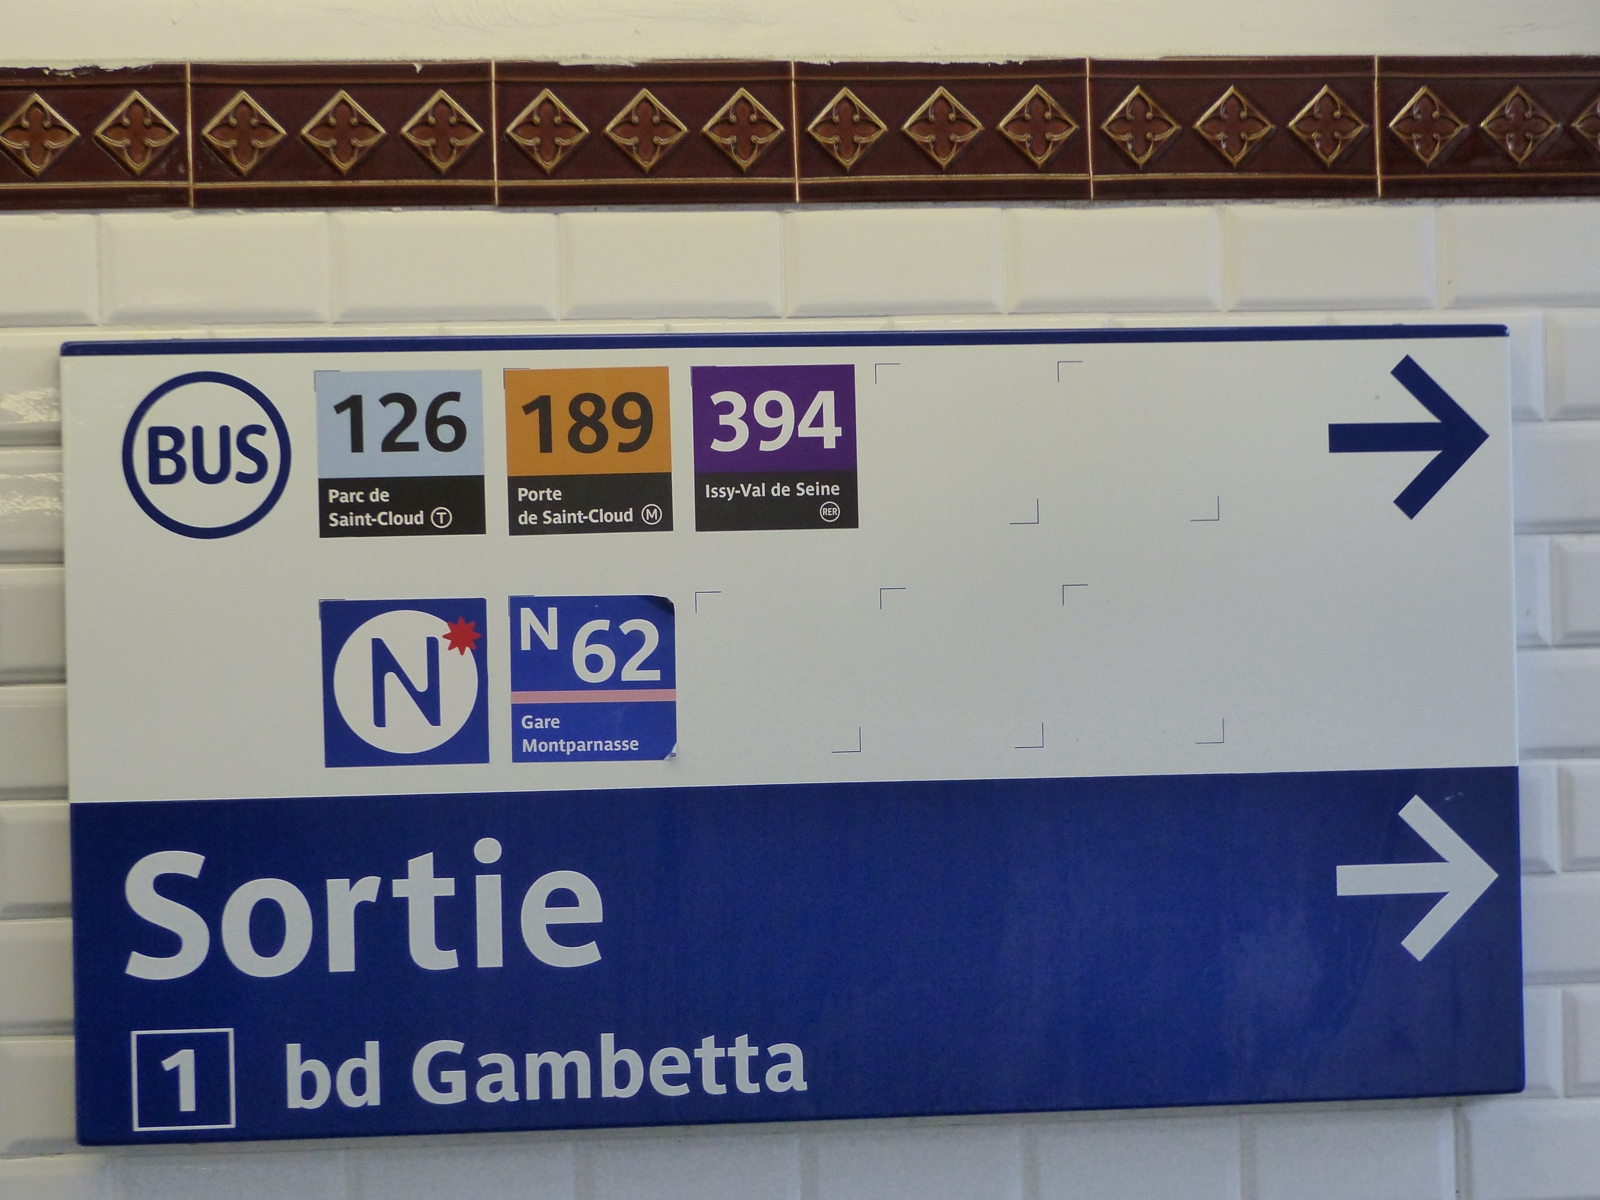 BUS
126
Parc de
Saint-Cloud T
189
Porte
de Saint-Cloud M
394
Issy-Val de Seine
RER
N
N 62
Gare
Montparnasse
Sortie
1 bd Gambetta